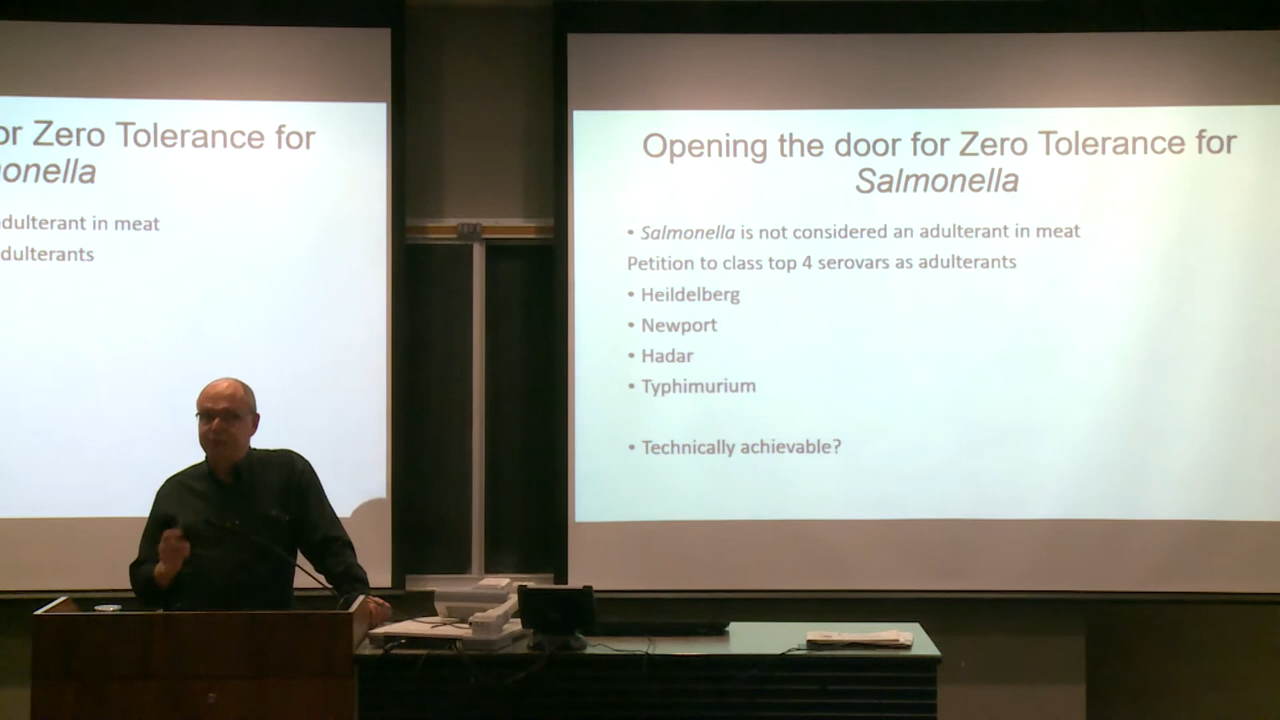 or Zero Tolerance for
onella
dulterant in meat
dulterants
Opening the door for Zero Tolerance for
Salmonella
• Salmonella is not considered an adulterant in meat
Petition to class top 4 serovars as adulterants
• Heildelberg
• Newport
• Hadar
• Typhimurium
• Technically achievable?